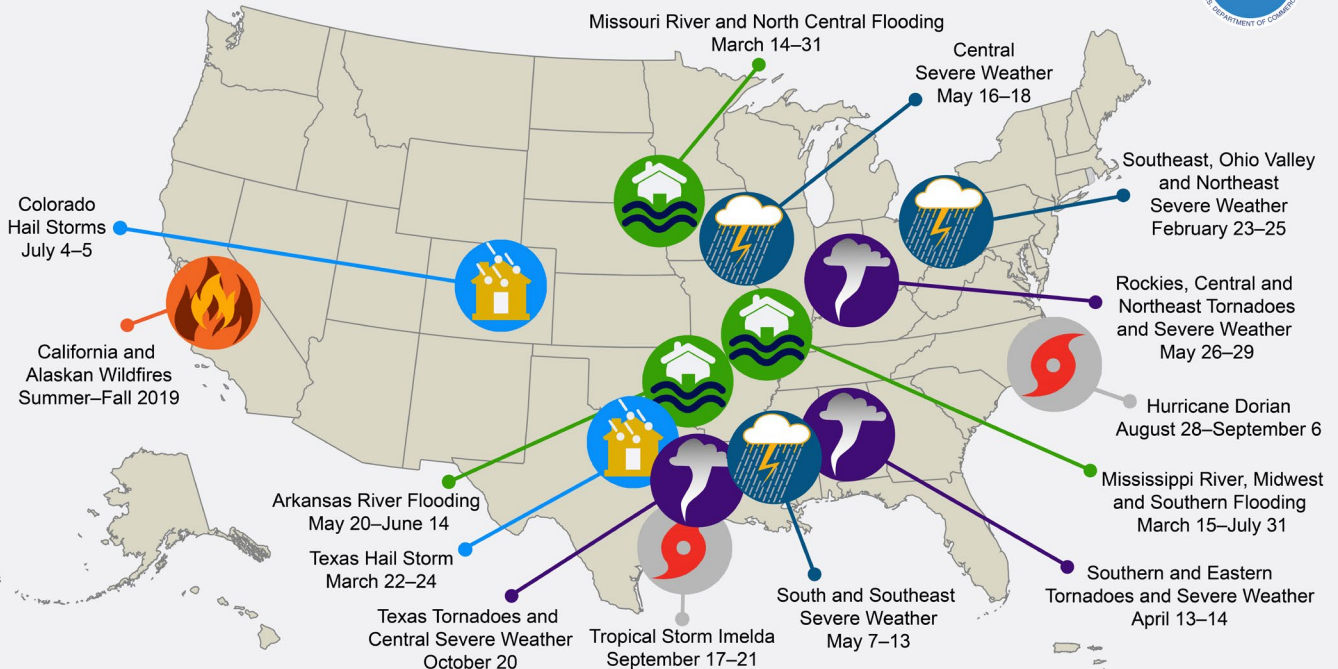 S. DEPARTMENT OF COMMERC
Missouri River and North Central Flooding
March 14–31
Central
Severe Weather
May 16–18
Southeast, Ohio Valley
and Northeast
Severe Weather
February 23–25
Colorado
Hail Storms
July 4–5
Rockies, Central and
Northeast Tornadoes
and Severe Weather
May 26–29
California and
Alaskan Wildfires
Summer–Fall 2019
Hurricane Dorian
August 28–September 6
Mississippi River, Midwest
and Southern Flooding
March 15–July 31
Arkansas River Flooding
May 20–June 14
Texas Hail Storm
March 22–24
Southern and Eastern
Tornadoes and Severe Weather
April 13–14
Texas Tornadoes and
Central Severe Weather
October 20
Tropical Storm Imelda
September 17–21
South and Southeast
Severe Weather
May 7–13